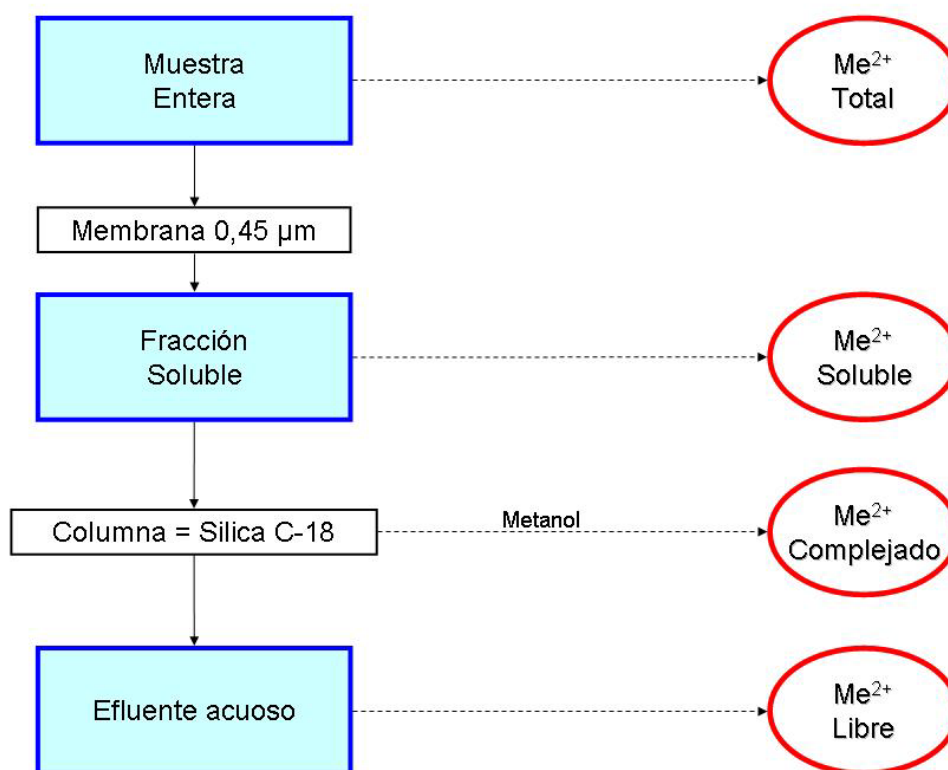 Muestra
Entera
Me²⁺
Total
Membrana 0,45 µm
Fracción
Soluble
Me²⁺
Soluble
Columna = Silica C-18
Metanol
Me²⁺
Complejado
Efluente acuoso
Me²⁺
Libre